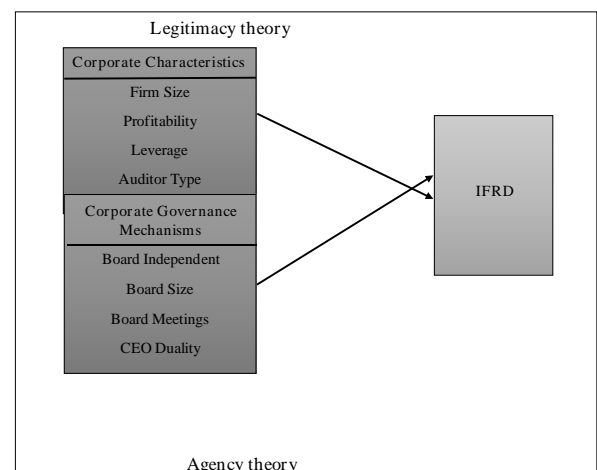 Legitimacy theory
Corporate Characteristics
Firm Size
Profitability
Leverage
Auditor Type
Corporate Governance
Mechanisms
Board Independent
Board Size
Board Meetings
CEO Duality
IFRD
Agency theory